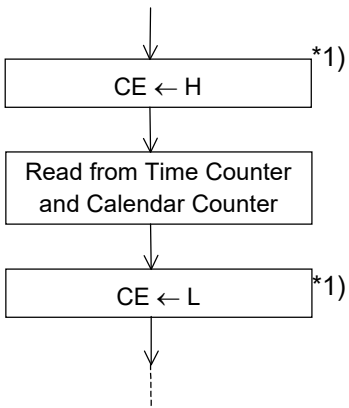 *1)
CE ← H
Read from Time Counter
and Calendar Counter
*1)
CE ← L